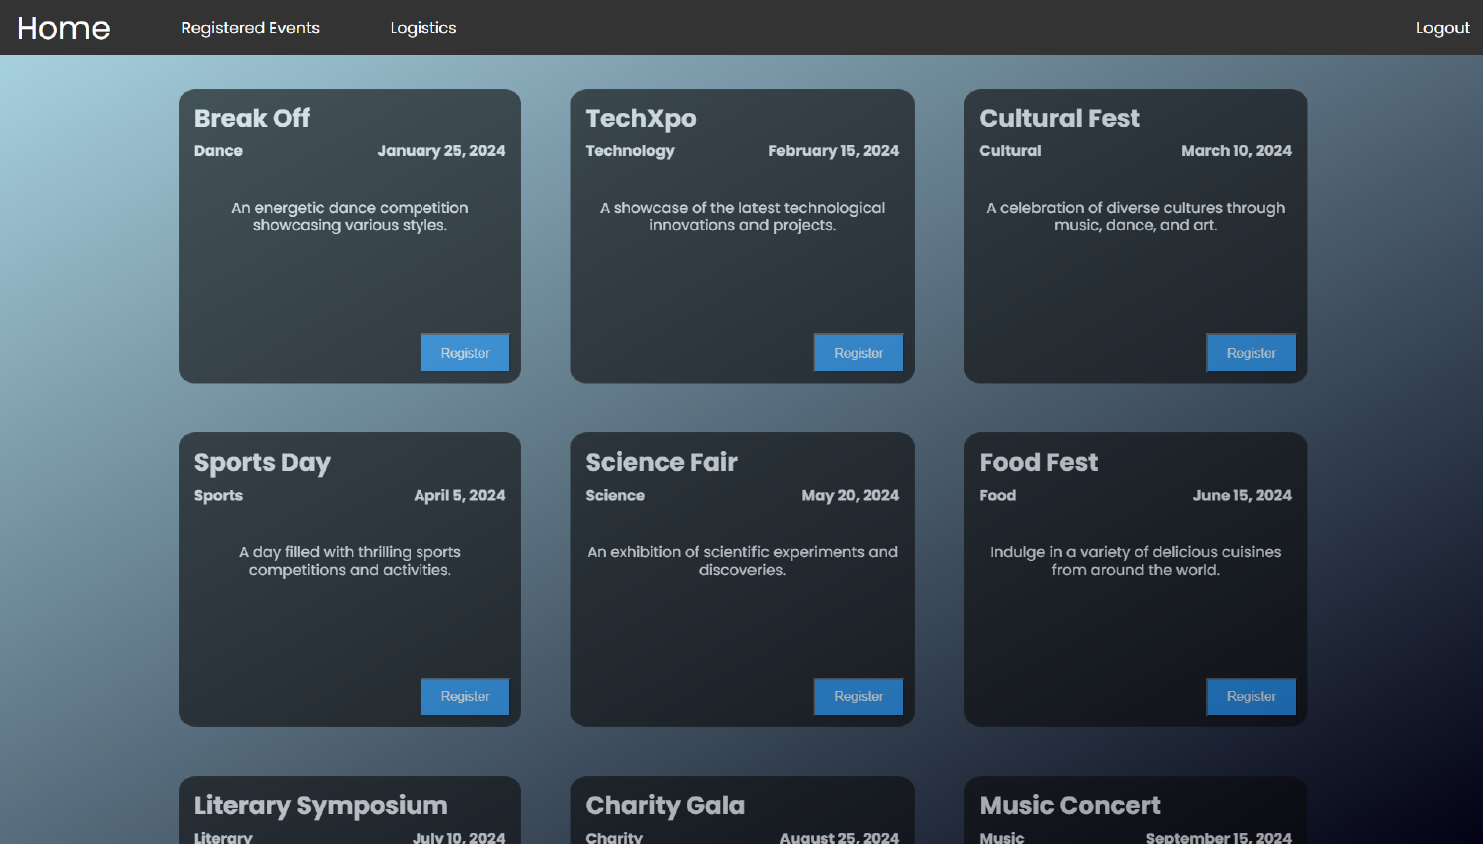 Home
Registered Events
Logistics
Logout
Break Off
Dance
January 25, 2024
An energetic dance competition
showcasing various styles.
Register
TechXpo
Technology
February 15, 2024
A showcase of the latest technological
innovations and projects.
Register
Cultural Fest
Cultural
March 10, 2024
A celebration of diverse cultures through
music, dance, and art.
Register
Sports Day
Sports
April 5, 2024
A day filled with thrilling sports
competitions and activities.
Register
Science Fair
Science
May 20, 2024
An exhibition of scientific experiments and
discoveries.
Register
Food Fest
Food
June 15, 2024
Indulge in a variety of delicious cuisines
from around the world.
Register
Literary Symposium
Literary
July 10, 2024
Charity Gala
Charity
August 25, 2024
Music Concert
Music
September 15, 2024